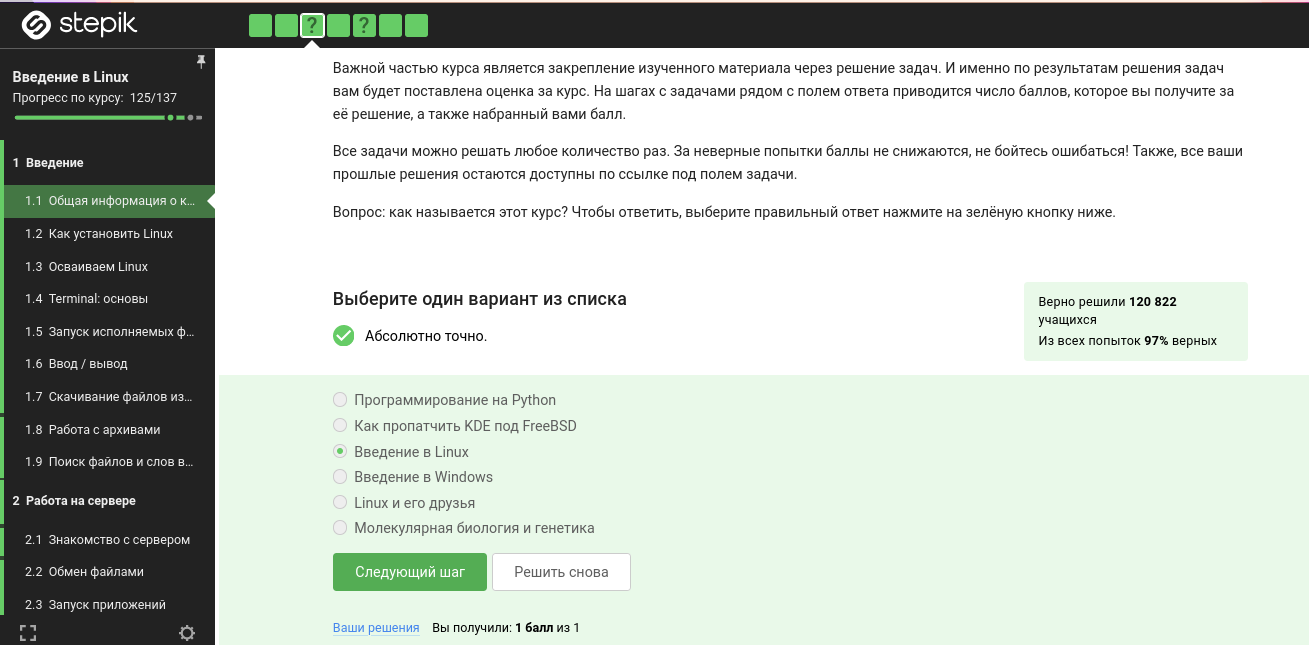 stepik
?
?
Введение в Linux
Прогресс по курсу: 125/137
1 Введение
1.1 Общая информация о к...
1.2 Как установить Linux
1.3 Осваиваем Linux
1.4 Terminal: основы
1.5 Запуск исполняемых ф...
1.6 Ввод / вывод
1.7 Скачивание файлов из...
1.8 Работа с архивами
1.9 Поиск файлов и слов в...
2 Работа на сервере
2.1 Знакомство с сервером
2.2 Обмен файлами
2.3 Запуск приложений
Важной частью курса является закрепление изученного материала через решение задач. И именно по результатам решения задач
вам будет поставлена оценка за курс. На шагах с задачами рядом с полем ответа приводится число баллов, которое вы получите за
её решение, а также набранный вами балл.
Все задачи можно решать любое количество раз. За неверные попытки баллы не снижаются, не бойтесь ошибаться! Также, все ваши
прошлые решения остаются доступны по ссылке под полем задачи.
Вопрос: как называется этот курс? Чтобы ответить, выберите правильный ответ нажмите на зелёную кнопку ниже.
Выберите один вариант из списка
Абсолютно точно.
Верно решили 120 822
учащихся
Из всех попыток 97% верных
Программирование на Python
Как пропатчить KDE под FreeBSD
Введение в Linux
Введение в Windows
Linux и его друзья
Молекулярная биология и генетика
Следующий шаг
Решить снова
Ваши решения Вы получили: 1 балл из 1